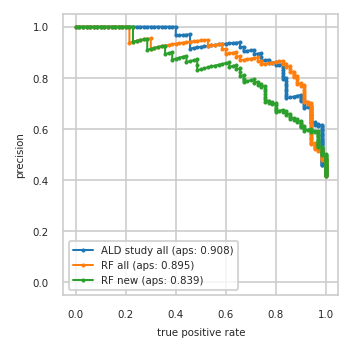 1.0
0.8
0.6
0.4
0.2
0.0
precision
ALD study all (aps: 0.908)
RF all (aps: 0.895)
RF new (aps: 0.839)
0.0 0.2 0.4 0.6 0.8 1.0
true positive rate